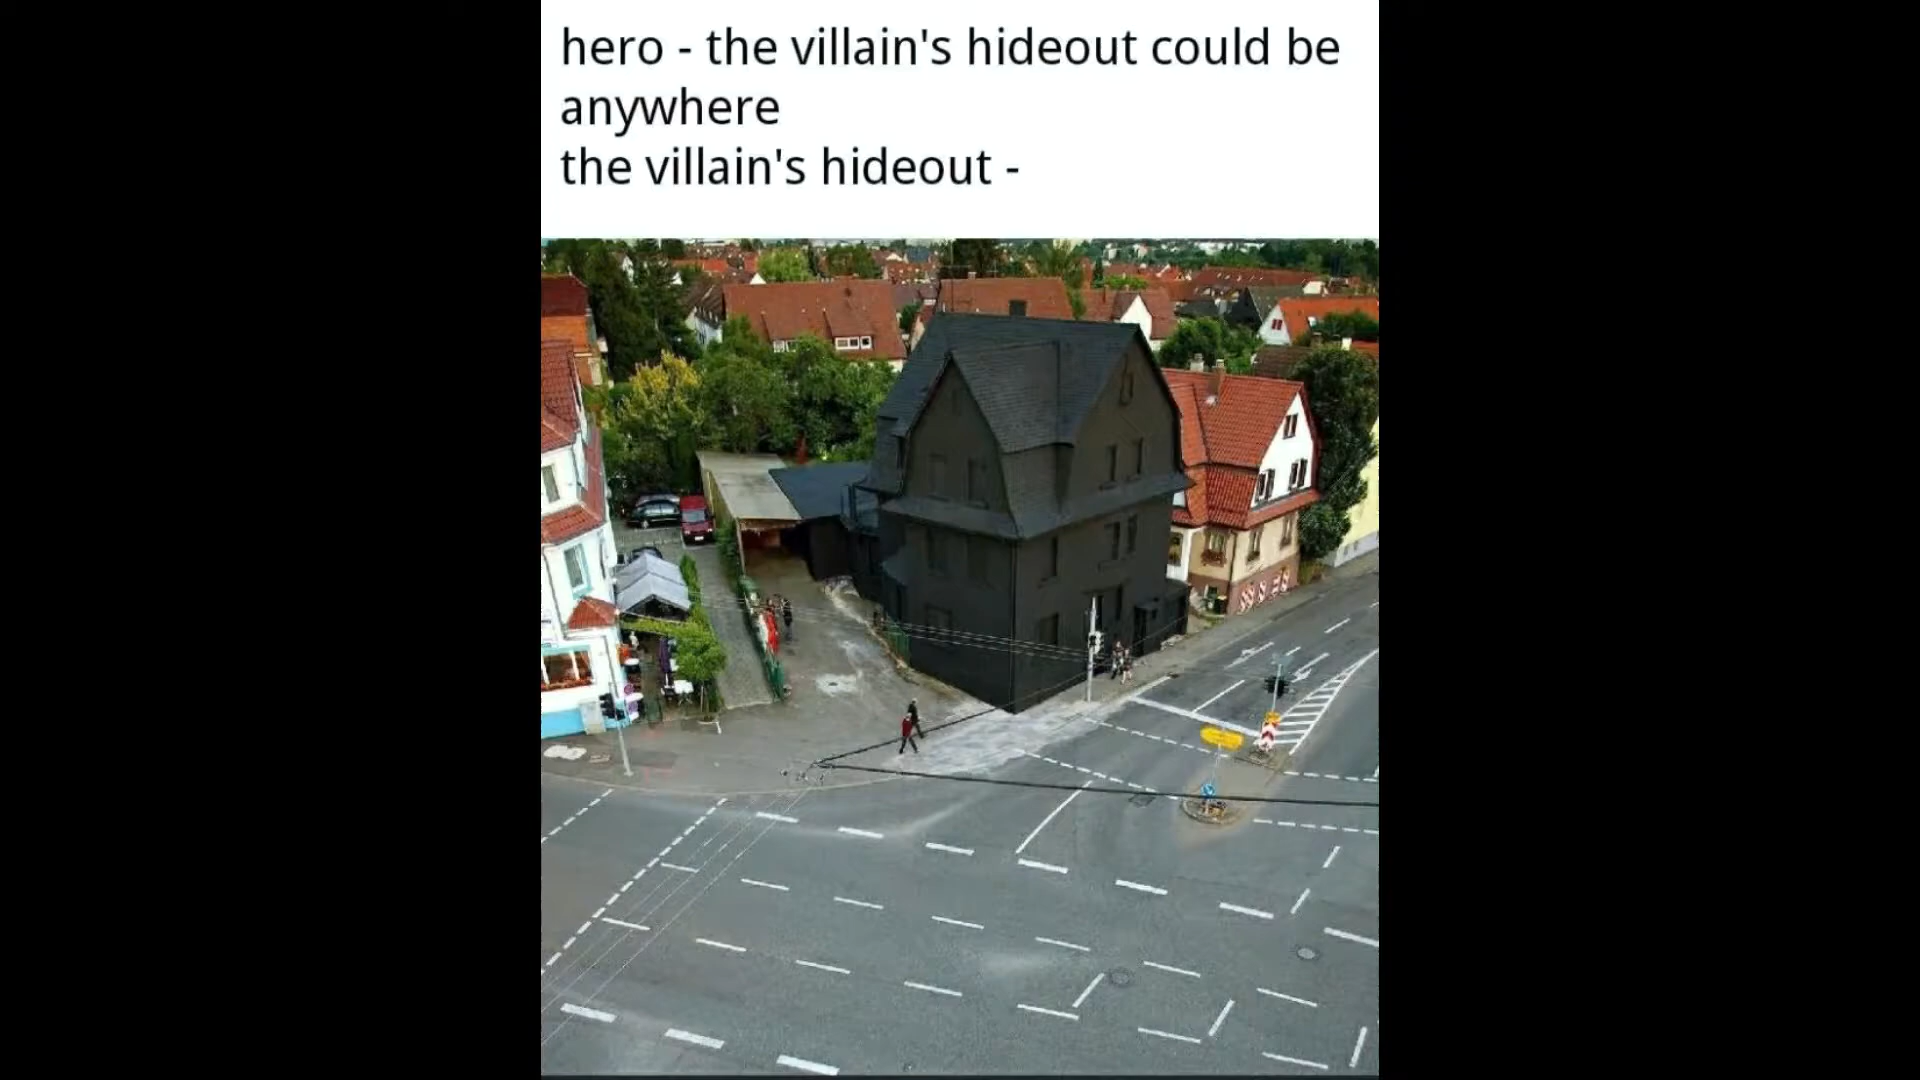 hero - the villain's hideout could be
anywhere
the villain's hideout -